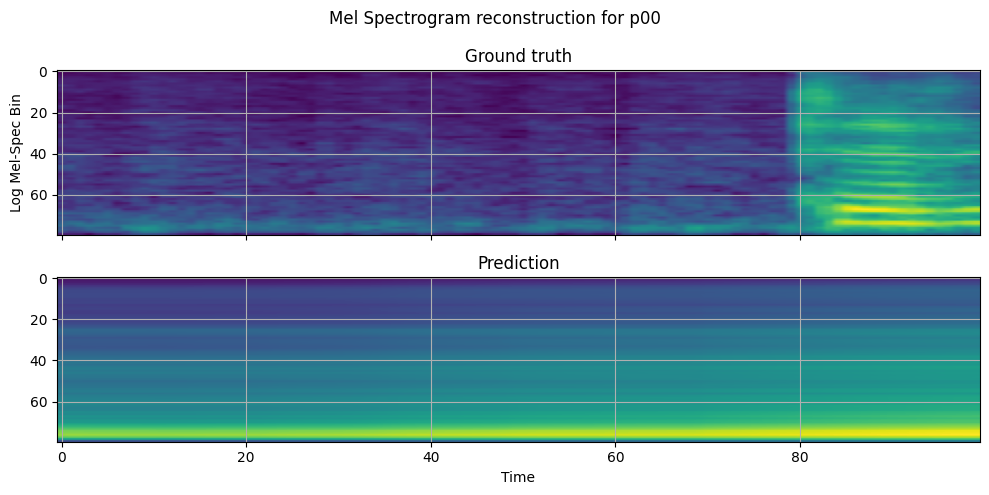 Mel Spectrogram reconstruction for p00
Ground truth
Log Mel-Spec Bin
0
20
40
60
Prediction
0
20
40
60
0 20 40 60 80
Time